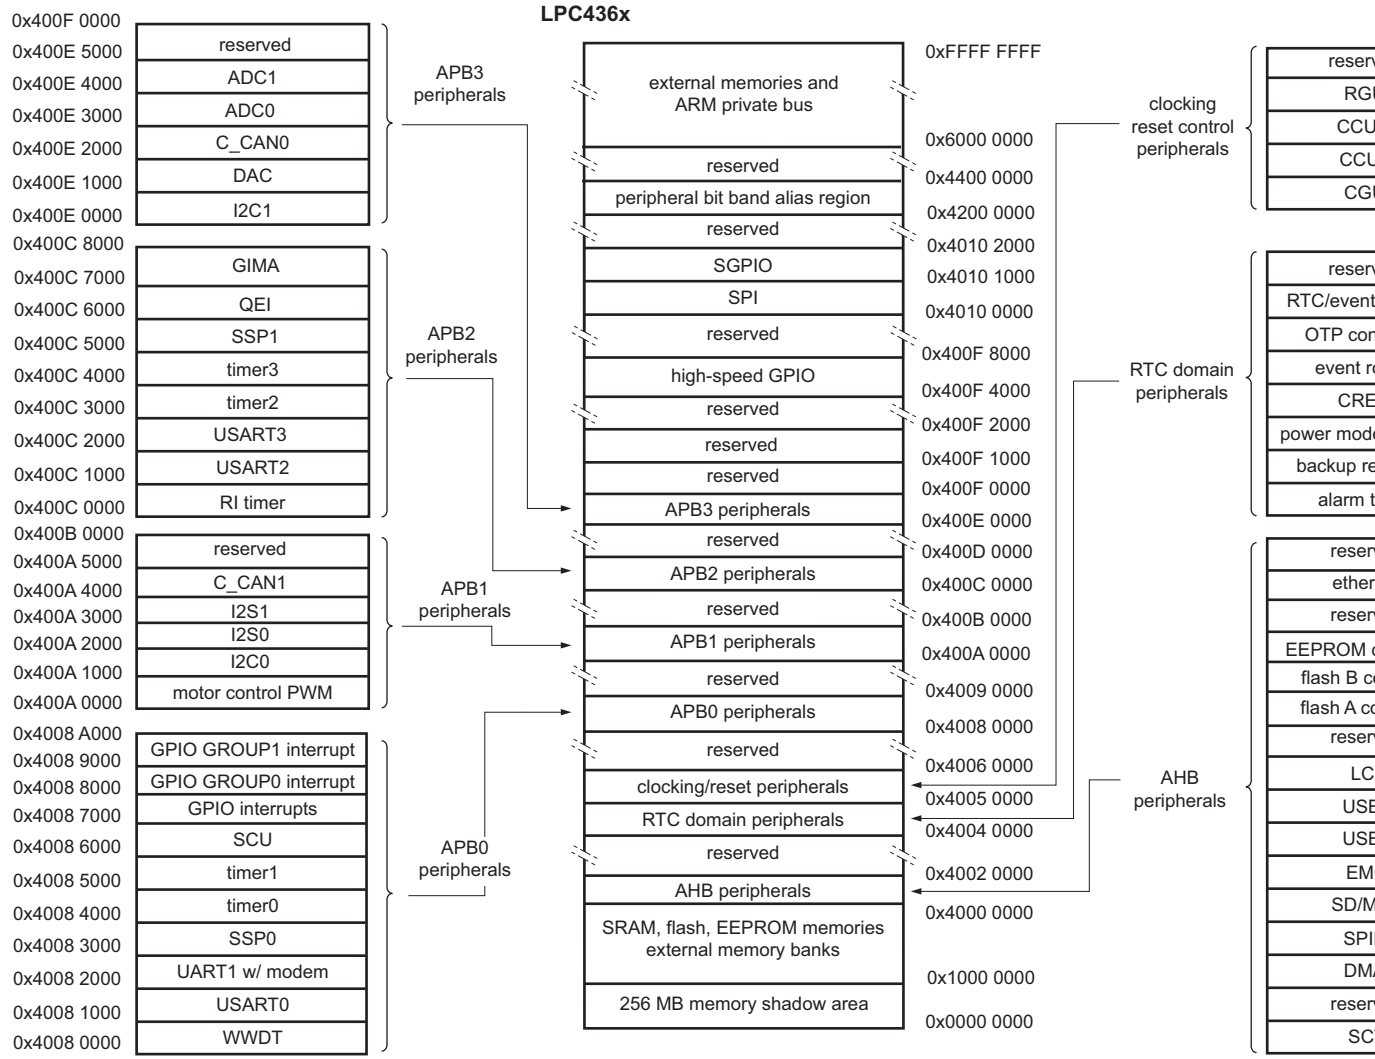 LPC436x
0x400F 0000
0x400E 5000
0x400E 4000
0x400E 3000
0x400E 2000
0x400E 1000
0x400E 0000
reserved
ADC1
ADC0
C_CAN0
DAC
I2C1
APB3
peripherals
0x400C 8000
0x400C 7000
0x400C 6000
0x400C 5000
0x400C 4000
0x400C 3000
0x400C 2000
0x400C 1000
0x400C 0000
GIMA
QEI
SSP1
timer3
timer2
USART3
USART2
RI timer
APB2
peripherals
0x400B 0000
0x400A 5000
0x400A 4000
0x400A 3000
0x400A 2000
0x400A 1000
0x400A 0000
reserved
C_CAN1
I2S1
I2S0
I2C0
motor control PWM
APB1
peripherals
0x4008 A000
0x4008 9000
0x4008 8000
0x4008 7000
0x4008 6000
0x4008 5000
0x4008 4000
0x4008 3000
0x4008 2000
0x4008 1000
0x4008 0000
GPIO GROUP1 interrupt
GPIO GROUP0 interrupt
GPIO interrupts
SCU
timer1
timer0
SSP0
UART1 w/ modem
USART0
WWDT
APB0
peripherals
external memories and
ARM private bus
reserved
peripheral bit band alias region
reserved
SGPIO
SPI
reserved
high-speed GPIO
reserved
reserved
reserved
APB3 peripherals
reserved
APB2 peripherals
reserved
APB1 peripherals
reserved
APB0 peripherals
reserved
clocking/reset peripherals
RTC domain peripherals
reserved
AHB peripherals
SRAM, flash, EEPROM memories
external memory banks
256 MB memory shadow area
0xFFFF FFFF
0x6000 0000
0x4400 0000
0x4200 0000
0x4010 2000
0x4010 1000
0x4010 0000
0x400F 8000
0x400F 4000
0x400F 2000
0x400F 1000
0x400F 0000
0x400E 0000
0x400D 0000
0x400C 0000
0x400B 0000
0x400A 0000
0x4009 0000
0x4008 0000
0x4006 0000
0x4005 0000
0x4004 0000
0x4002 0000
0x4000 0000
0x1000 0000
0x0000 0000
clocking
reset control
peripherals
RTC domain
peripherals
RTC/event
OTP
event
power
backup
alarm
AHB
peripherals
EEPROM
flash B
flash A